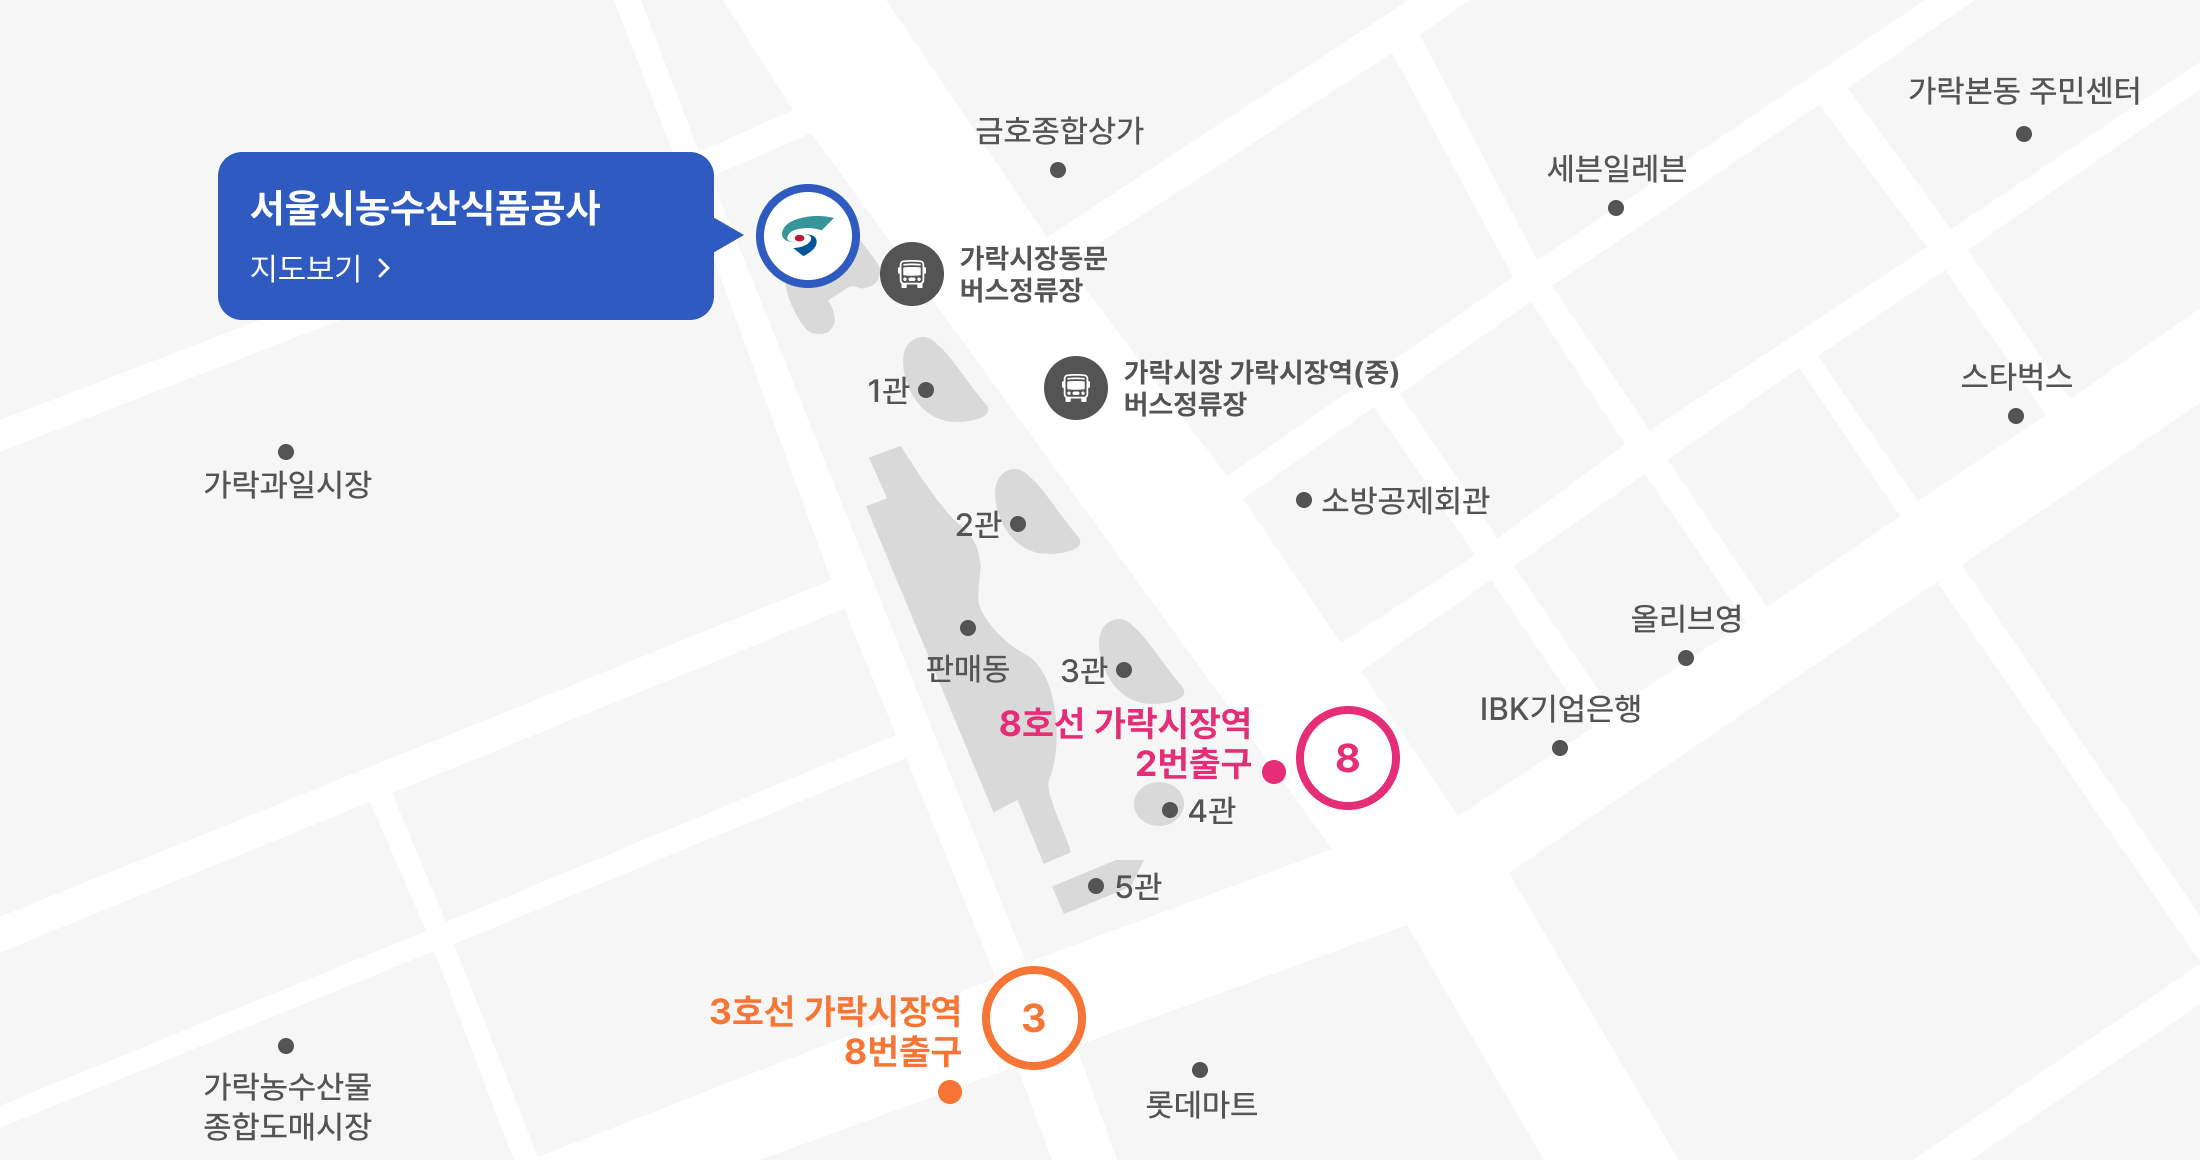 가락본동 주민센터
금호종합상가
세븐일레븐
서울시농수산식품공사
지도보기
가락시장동문
버스정류장
가락시장 가락시장역(중)
버스정류장
스타벅스
1관
가락과일시장
소방공제회관
2관
올리브영
판매동
3관
IBK기업은행
8호선 가락시장역
2번출구
8
4관
5관
3호선 가락시장역
8번출구
3
가락농수산물
종합도매시장
롯데마트